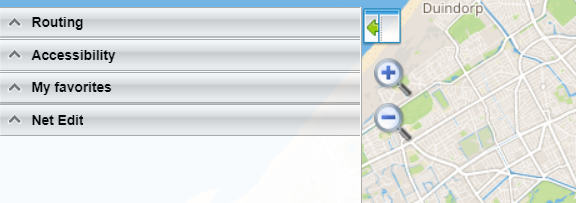 Routing
Accessibility
My favorites
Net Edit
Duindorp